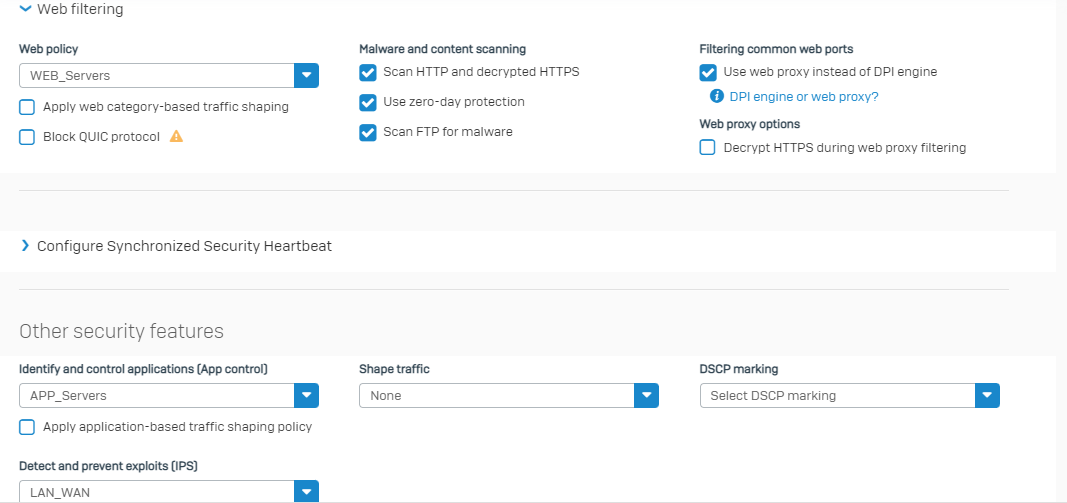 Web filtering
Web policy
WEB_Servers
Apply web category-based traffic shaping
Block QUIC protocol
Malware and content scanning
Scan HTTP and decrypted HTTPS
Use zero-day protection
Scan FTP for malware
Filtering common web ports
Use web proxy instead of DPI engine
DPI engine or web proxy?
Web proxy options
Decrypt HTTPS during web proxy filtering
Configure Synchronized Security Heartbeat
Other security features
Identify and control applications (App control)
APP_Servers
Apply application-based traffic shaping policy
Shape traffic
None
DSCP marking
Select DSCP marking
Detect and prevent exploits (IPS)
LAN_WAN